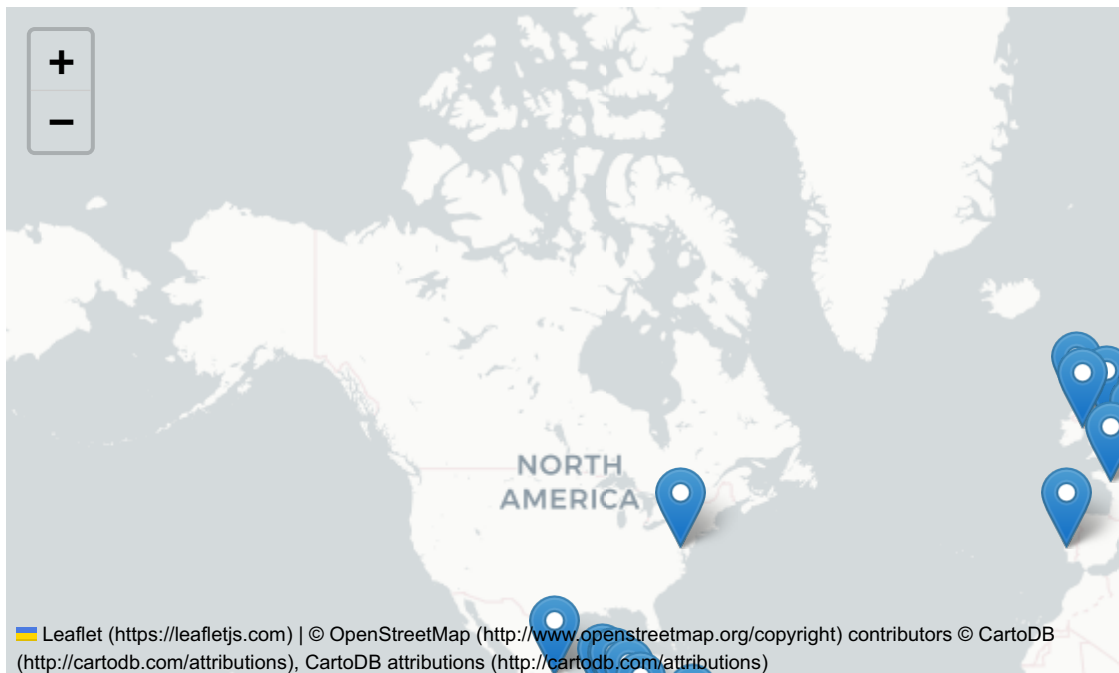 +
−
NORTH
AMERICA
Leaflet (https://leafletjs.com) | © OpenStreetMap (http://www.openstreetmap.org/copyright) contributors © CartoDB
(http://cartodb.com/attributions), CartoDB attributions (http://cartodb.com/attributions)